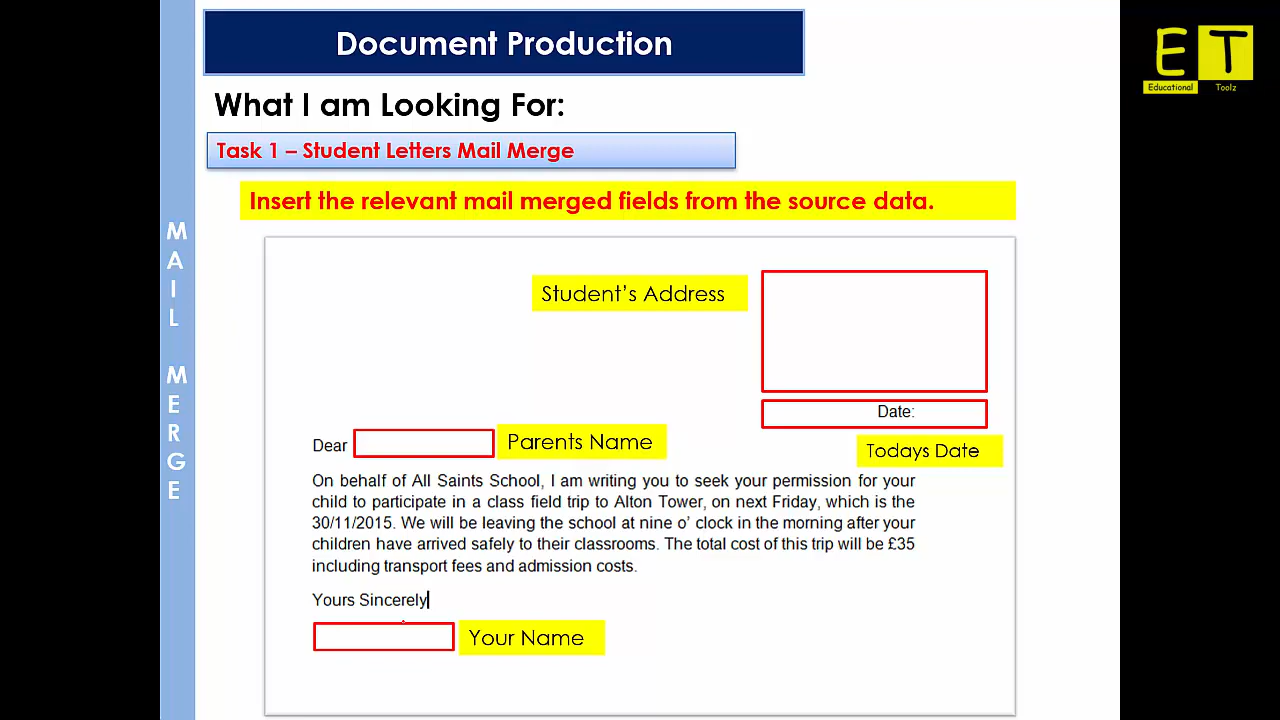 Document Production
E T
Educational Toolz
What I am Looking For:
Task 1 – Student Letters Mail Merge
Insert the relevant mail merged fields from the source data.
MAIL MERGE
Student's Address
Date:
Todays Date
Dear
Parents Name
On behalf of All Saints School, I am writing you to seek your permission for your
child to participate in a class field trip to Alton Tower, on next Friday, which is the
30/11/2015. We will be leaving the school at nine o' clock in the morning after your
children have arrived safely to their classrooms. The total cost of this trip will be £35
including transport fees and admission costs.
Yours Sincerely
Your Name